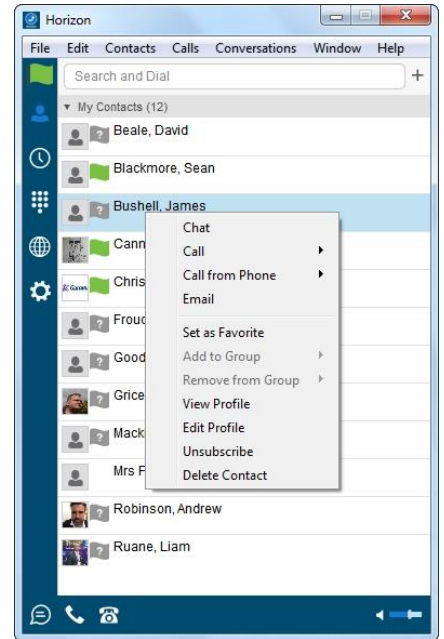 Horizon
File Edit Contacts Calls Conversations Window Help
Search and Dial
My Contacts (12)
Beale, David
Blackmore, Sean
Bushell, James
Chat
Cann
Call
Chris
Call from Phone
Email
Frouc
Set as Favorite
Good
Add to Group
Remove from Group
Grice
View Profile
Mack
Edit Profile
Unsubscribe
Mrs F
Delete Contact
Robinson, Andrew
Ruane, Liam